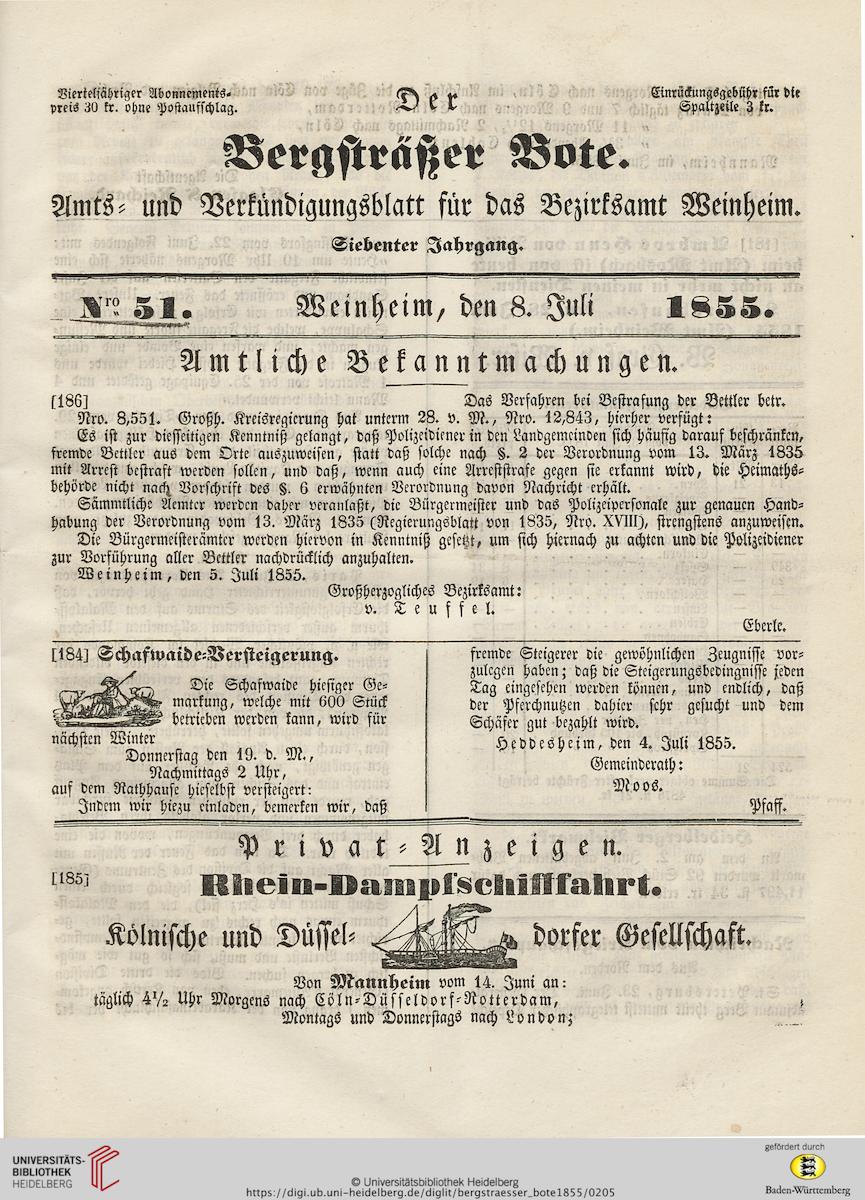 Vierteljähriger Abonnements-
preis 30 kr. ohne Postaufschlag.
Der
Einrückungsgebühr für die
Spaltzeile 3 kr.
Bergsträßer Bote.
Amts- und Verkündigungsblatt für das Bezirksamt Weinheim.
Siebenter Jahrgang.
Nro 51. Weinheim, den 8. Juli 1855.
Amtliche Bekanntmachungen.
[186] Das Verfahren bei Bestrafung der Bettler betr.
Nro. 8,551. Großh. Kreisregierung hat unterm 28. v. M., Nro. 12,843, hierher verfügt:
Es ist zur diesseitigen Kenntniß gelangt, daß Polizeidiener in den Landgemeinden sich häufig darauf beschränken,
fremde Bettler aus dem Orte auszuweisen, statt daß solche nach §. 2 der Verordnung vom 13. März 1835
mit Arrest bestraft werden sollen, und daß, wenn auch eine Arreststrafe gegen sie erkannt wird, die Heimaths-
behörde nicht nach Vorschrift des §. 6 erwähnten Verordnung davon Nachricht erhält.
Sämmtliche Aemter werden daher veranlaßt, die Bürgermeister und das Polizeipersonale zur genauen Hand-
habung der Verordnung vom 13. März 1835 (Regierungsblatt von 1835, Nro. XVIII), strengstens anzuweisen.
Die Bürgermeisterämter werden hiervon in Kenntniß gesetzt, um sich hiernach zu achten und die Polizeidiener
zur Vorführung aller Bettler nachdrücklich anzuhalten.
Weinheim, den 5. Juli 1855.
Großherzogliches Bezirksamt:
v. Teuffel.
Eberle.
[184] Schafwaide-Versteigerung.
Die Schafwaide hiesiger Ge-
markung, welche mit 600 Stück
betrieben werden kann, wird für
nächsten Winter
Donnerstag den 19. d. M.,
Nachmittags 2 Uhr,
auf dem Rathhause hieselbst versteigert:
Indem wir hiezu einladen, bemerken wir, daß
fremde Steigerer die gewöhnlichen Zeugnisse vor-
zulegen haben; daß die Steigerungsbedingnisse jeden
Tag eingesehen werden können, und endlich, daß
der Pferchnutzen dahier sehr gesucht und dem
Schäfer gut bezahlt wird.
Heddesheim, den 4. Juli 1855.
Gemeinderath:
Moos.
Pfaff.
Privat-Anzeigen.
[185] Rhein-Dampfschifffahrt.
Kölnische und Düssel- dorfer Gesellschaft.
Von Mannheim vom 14. Juni an:
täglich 4½ Uhr Morgens nach Cöln-Düsseldorf-Rotterdam,
Montags und Donnerstags nach London;
UNIVERSITÄTS-
BIBLIOTHEK
HEIDELBERG
© Universitätsbibliothek Heidelberg
https://digi.ub.uni-heidelberg.de/diglit/bergstraesser_bote1855/0205
gefördert durch
Baden-Württemberg